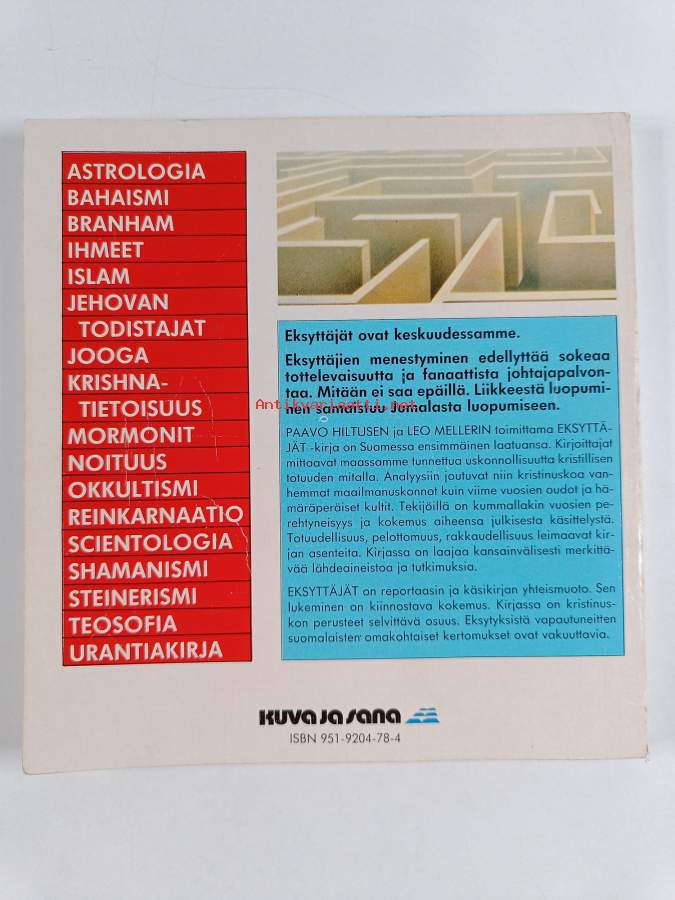 ASTROLOGIA
BAHAISMI
BRANHAM
IHMEET
ISLAM
JEHOVAN
TODISTAJAT
JOOGA
KRISHNA-
TIETOISUUS
MORMONIT
NOITUUS
OKKULTISMI
REINKARNAATIO
SCIENTOLOGIA
SHAMANISMI
STEINERISMI
TEOSOFIA
URANTIAKIRJA
Eksyttäjät ovat keskuudessamme.
Eksyttäjien menestyminen edellyttää sokeaa
tottelevaisuutta ja fanaattista johtajapalvon-
taa. Mitään ei saa epäillä. Liikkeestä luopumi-
nen samaistuu Jumalasta luopumiseen.
Antikvariaatti.net
PAAVO HILTUSEN ja LEO MELLERIN toimittama EKSYTTÄ-
JÄT -kirja on Suomessa ensimmäinen laatuansa. Kirjoittajat
mittaavat maassamme tunnettua uskonnollisuutta kristillisen
totuuden mitalla. Analyysiin joutuvat niin kristinuskoa van-
hemmat maailmanuskonnot kuin viime vuosien oudot ja hä-
märäperäiset kultit. Tekijöillä on kummallakin vuosien pe-
rehtyneisyys ja kokemus aiheensa julkisesta käsittelystä.
Totuudellisuus, pelottomuus, rakkaudellisuus leimaavat kir-
jan asenteita. Kirjassa on laajaa kansainvälisesti merkittä-
vää lähdeaineistoa ja tutkimuksia.
EKSYTTÄJÄT on reportaasin ja käsikirjan yhteismuoto. Sen
lukeminen on kiinnostava kokemus. Kirjassa on kristinus-
kon perusteet selvittävä osuus. Eksytyksistä vapautuneitten
suomalaisten omakohtaiset kertomukset ovat vakuuttavia.
Kuva ja sana
ISBN 951-9204-78-4